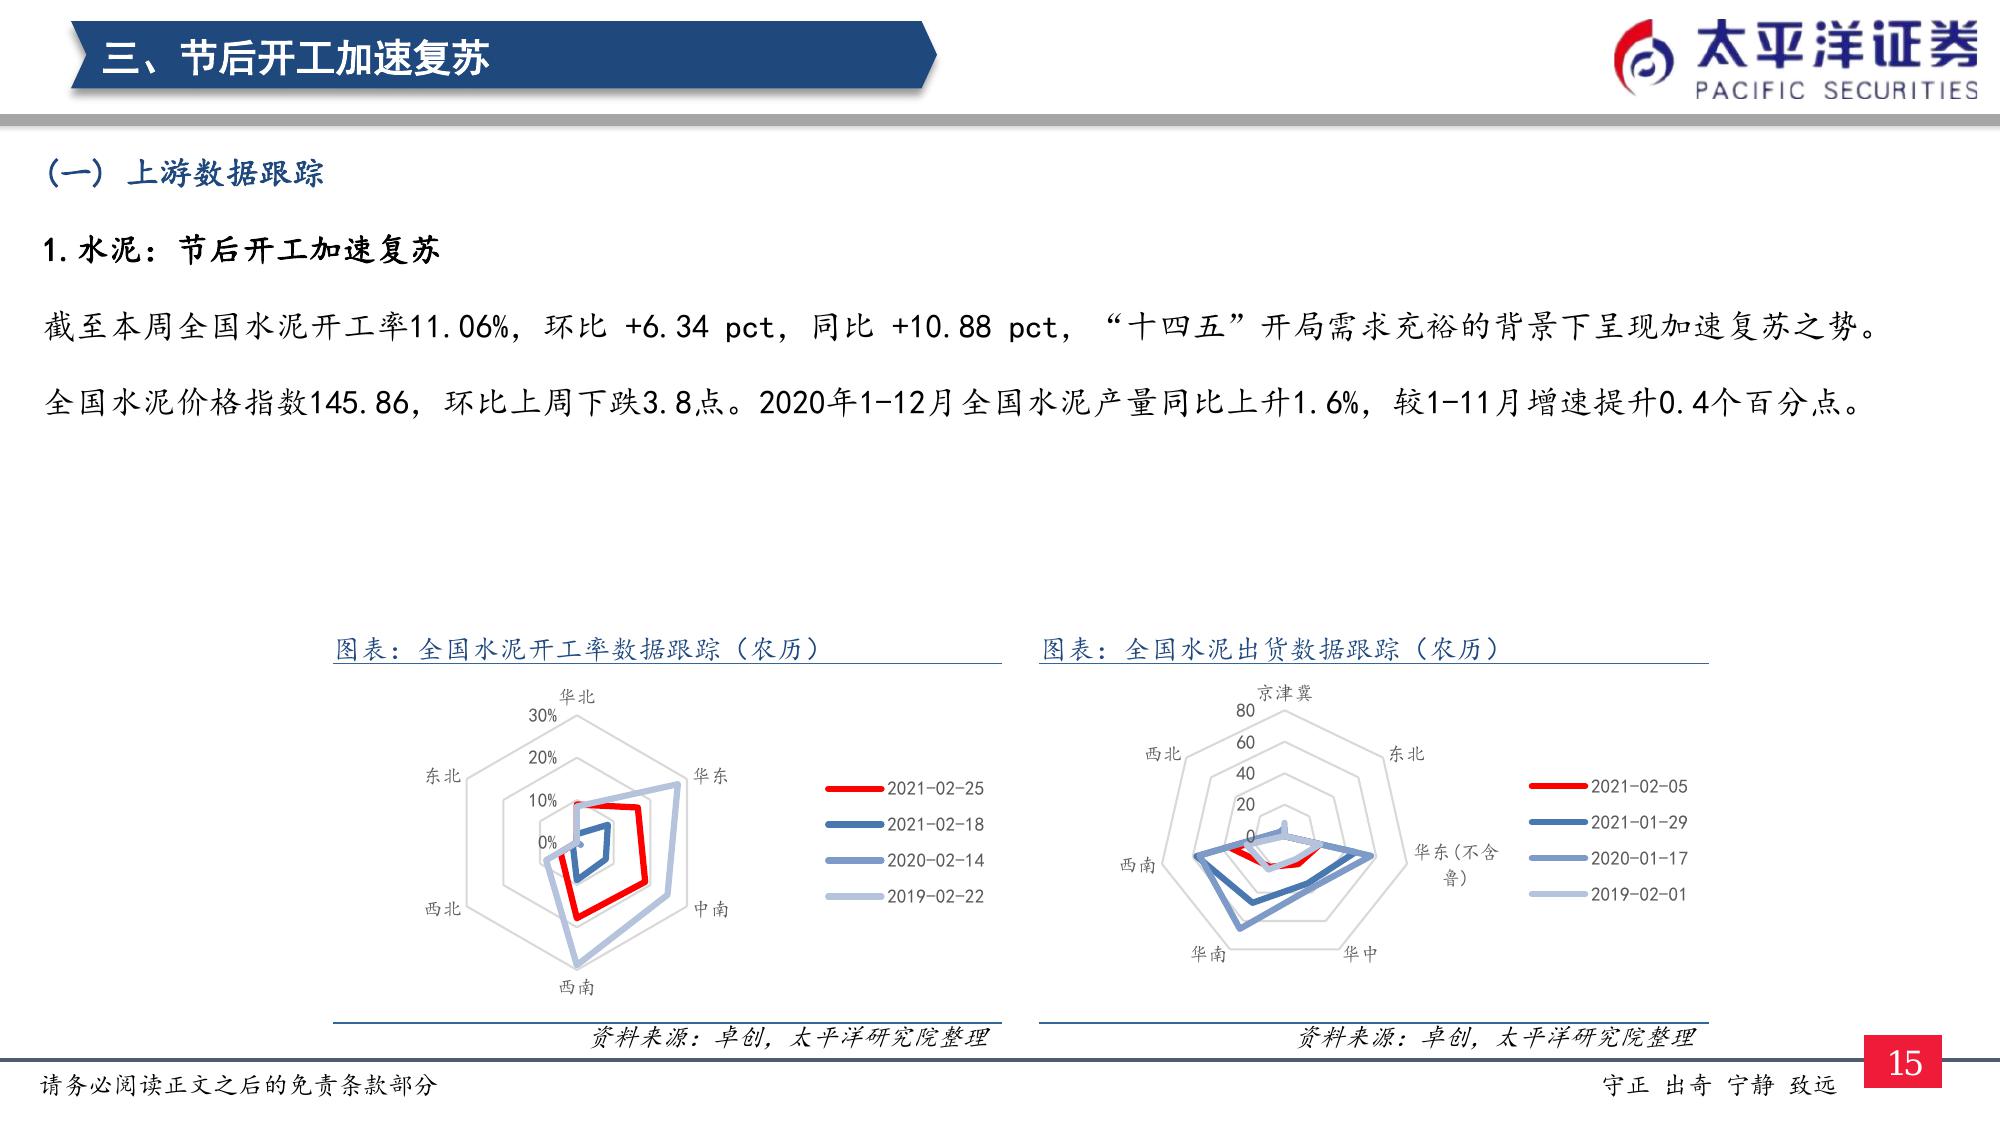 三、节后开工加速复苏
太平洋证券
PACIFIC SECURITIES
(一) 上游数据跟踪
1.水泥：节后开工加速复苏
截至本周全国水泥开工率11.06%，环比 +6.34 pct，同比 +10.88 pct，“十四五”开局需求充裕的背景下呈现加速复苏之势。
全国水泥价格指数145.86，环比上周下跌3.8点。2020年1-12月全国水泥产量同比上升1.6%，较1-11月增速提升0.4个百分点。
图表：全国水泥开工率数据跟踪（农历）
华北
30%
20%
10%
0%
东北
华东
西北
中南
西南
2021-02-25
2021-02-18
2020-02-14
2019-02-22
资料来源：卓创，太平洋研究院整理
图表：全国水泥出货数据跟踪（农历）
京津冀
80
60
40
20
0
西北
东北
西南
华东(不含
鲁)
华南
华中
2021-02-05
2021-01-29
2020-01-17
2019-02-01
资料来源：卓创，太平洋研究院整理
请务必阅读正文之后的免责条款部分
守正 出奇 宁静 致远
15